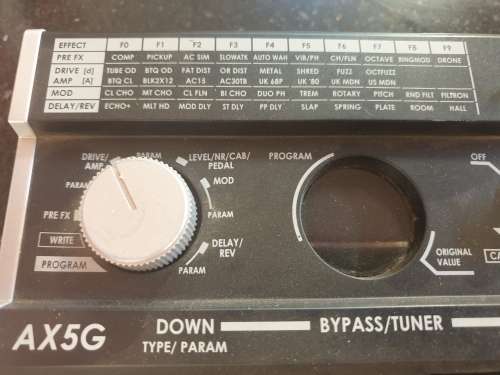 EFFECT F0 F1 F2 F3 F4 F5 F6 F7 F8 F9
PRE FX COMP PICKUP AC SIM SLOWATK AUTO WAH VIB/PH CH/FLN OCTAVE RINGMOD DRONE
DRIVE [d] TUBE OD BTQ OD FAT DIST OR DIST METAL SHRED FUZZ OCTFUZZ
AMP [A] BTQ CL BLK2X12 AC15 AC30TB UK 68P UK '80 UK MDN US MDN
MOD CL CHO MT CHO CL FLN BI CHO DUO PH TREM ROTARY PITCH RND FILT FILTRON
DELAY/REV ECHO+ MLT HD MOD DLY ST DLY PP DLY SLAP SPRING PLATE ROOM HALL
DRIVE/
AMP
PARAM
LEVEL/NR/CAB/
PEDAL
PARAM
MOD
PRE FX
PARAM
WRITE
DELAY/
REV
PROGRAM
PARAM
PROGRAM
OFF
ORIGINAL
VALUE
AX5G
DOWN
TYPE/ PARAM
BYPASS/TUNER